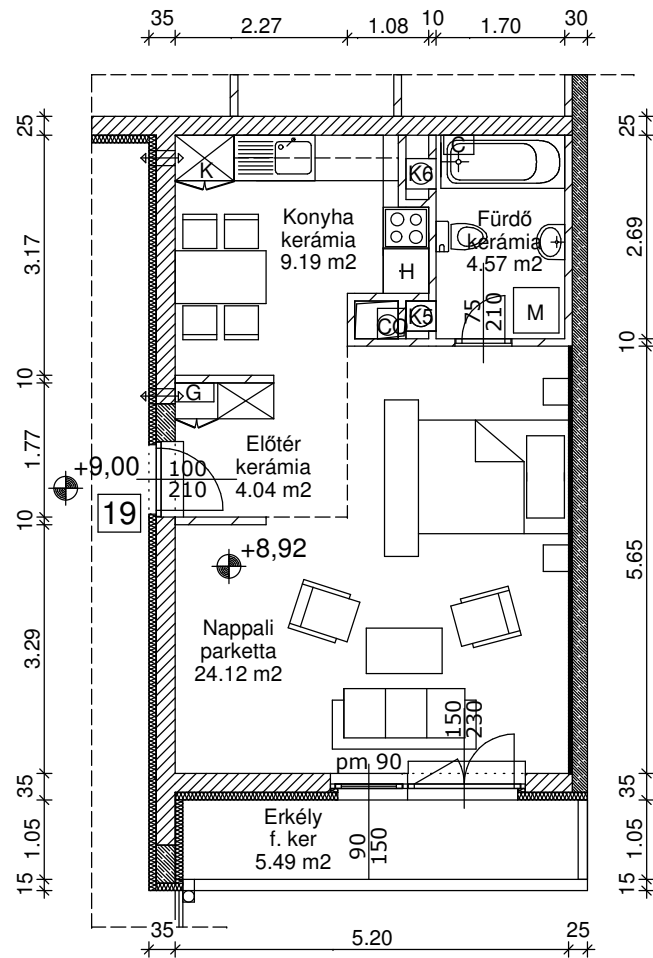 35 2.27 1.08 10 1.70 30
25
3.17
10
1.77
10
3.29
35
1.05
15
25
2.69
10
5.65
35
1.05
15
C
K
K6
Konyha
kerámia
9.19 m2
Fürdő
kerámia
4.57 m2
H
CO
K5
75
210
M
G
Előtér
kerámia
4.04 m2
+9,00
100
210
19
+8,92
Nappali
parketta
24.12 m2
150
230
pm 90
Erkély
f. ker
5.49 m2
90
150
35 5.20 25